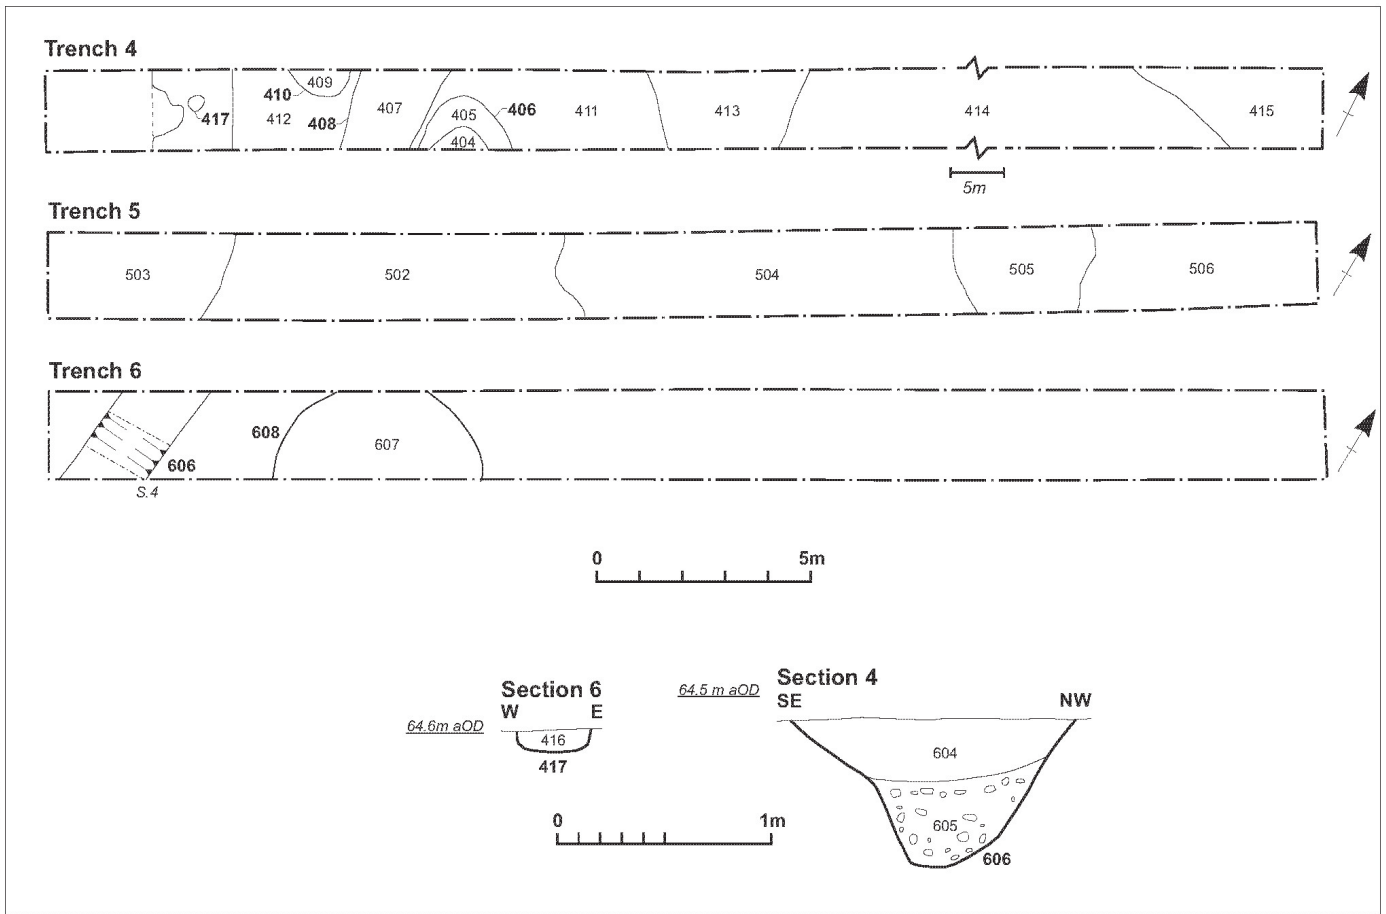 Trench 4
409
410
417
412
408
407
405
406
404
411
413
414
415
5m
Trench 5
503
502
504
505
506
Trench 6
608
607
606
S.4
0 5m
Section 6
W E
64.6m aOD
416
417
64.5 m aOD
Section 4
SE NW
604
605
606
0 1m